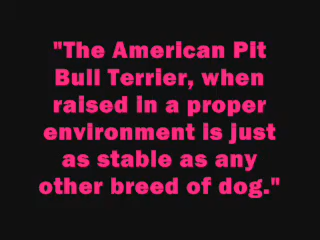 "The American Pit
Bull Terrier, when
raised in a proper
environment is just
as stable as any
other breed of dog."